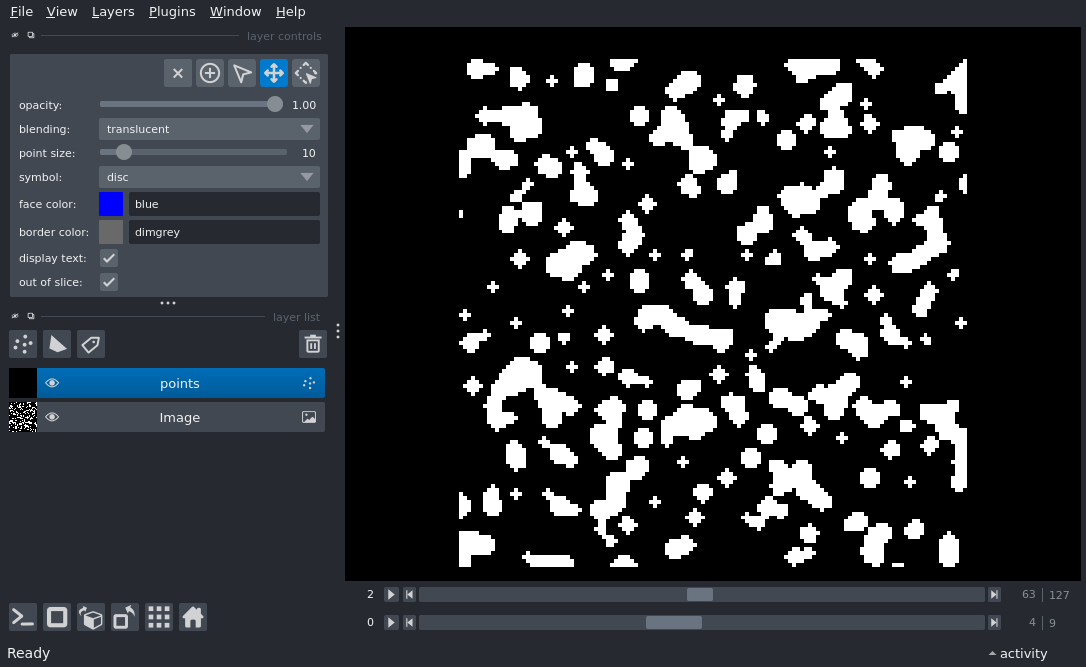 File View Layers Plugins Window Help
layer controls
opacity: 1.00
blending: translucent
point size: 10
symbol: disc
face color: blue
border color: dimgrey
display text:
out of slice:
layer list
points
Image
2 63 127
0 4 9
Ready
activity